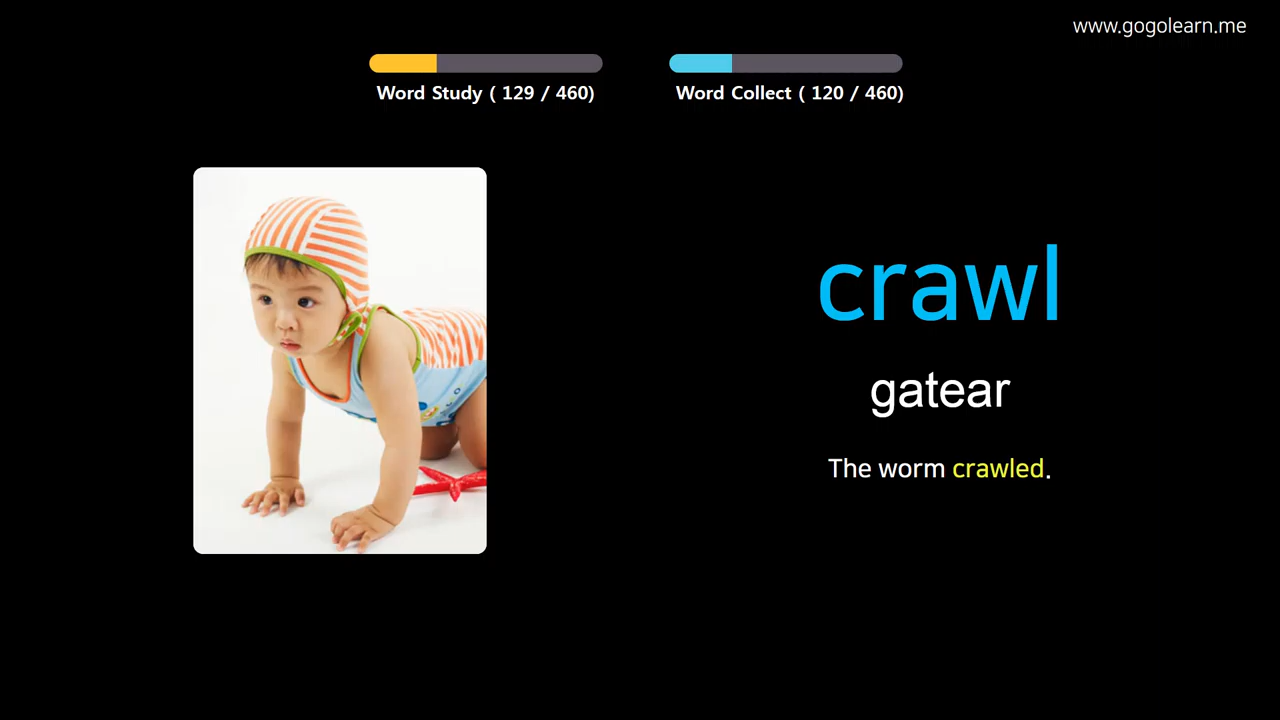 www.gogolearn.me
Word Study ( 129 / 460)
Word Collect ( 120 / 460)
crawl
gatear
The worm crawled.